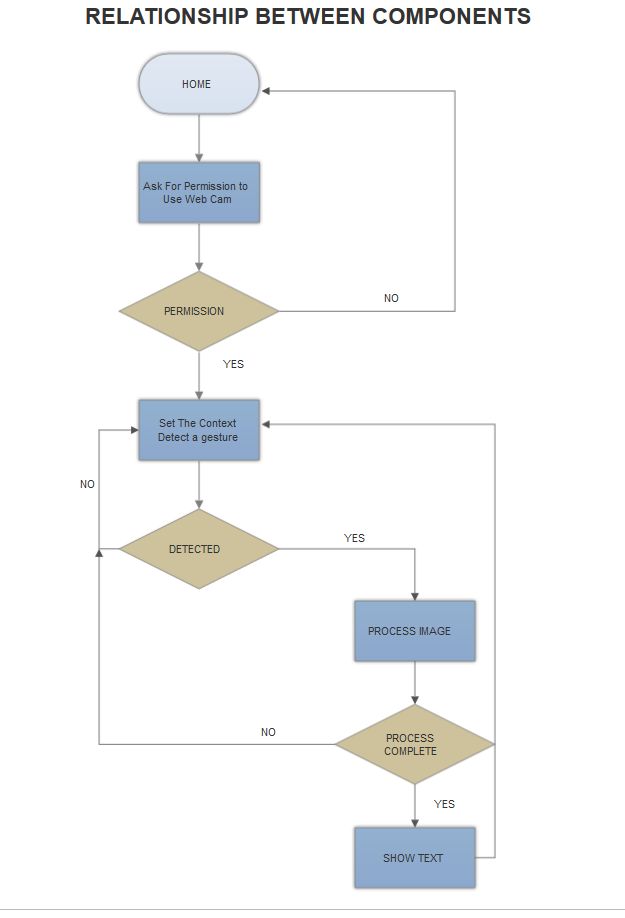 RELATIONSHIP BETWEEN COMPONENTS
HOME
Ask For Permission to
Use Web Cam
PERMISSION
NO
YES
Set The Context
Detect a gesture
NO
DETECTED
YES
PROCESS IMAGE
NO
PROCESS
COMPLETE
YES
SHOW TEXT